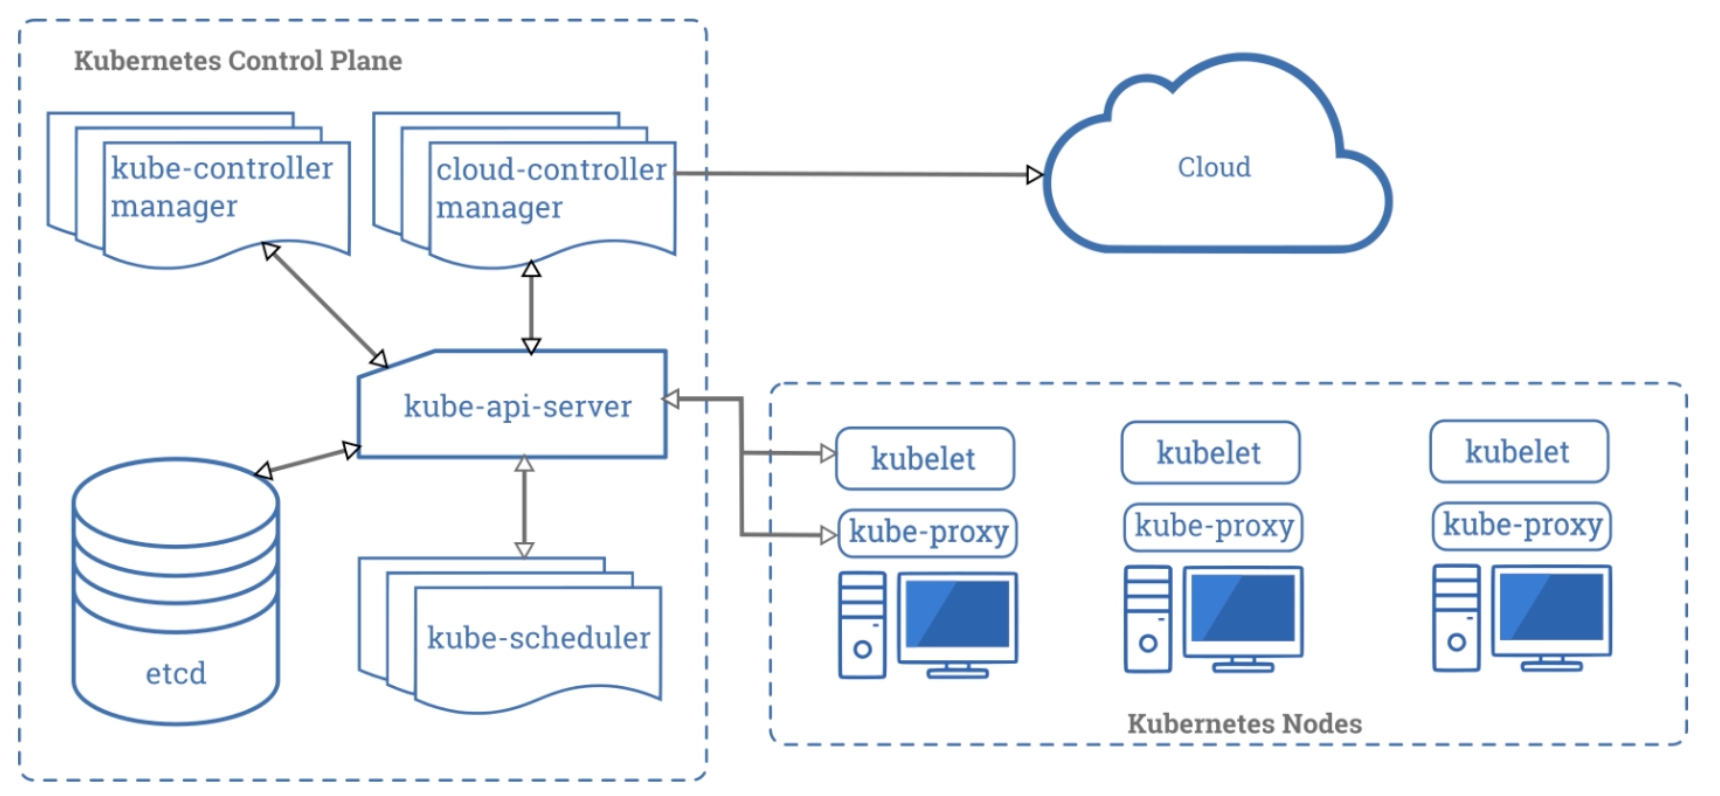 Kubernetes Control Plane
kube-controller
manager
cloud-controller
manager
Cloud
kube-api-server
etcd
kube-scheduler
kubelet
kube-proxy
kubelet
kube-proxy
kubelet
kube-proxy
Kubernetes Nodes